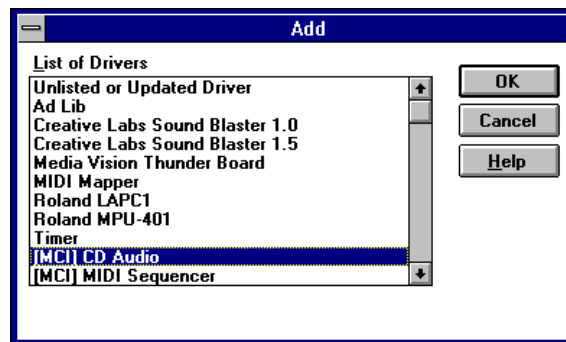 Add
List of Drivers
Unlisted or Updated Driver
Ad Lib
Creative Labs Sound Blaster 1.0
Creative Labs Sound Blaster 1.5
Media Vision Thunder Board
MIDI Mapper
Roland LAPC1
Roland MPU-401
Timer
[MCI] CD Audio
[MCI] MIDI Sequencer
OK
Cancel
Help